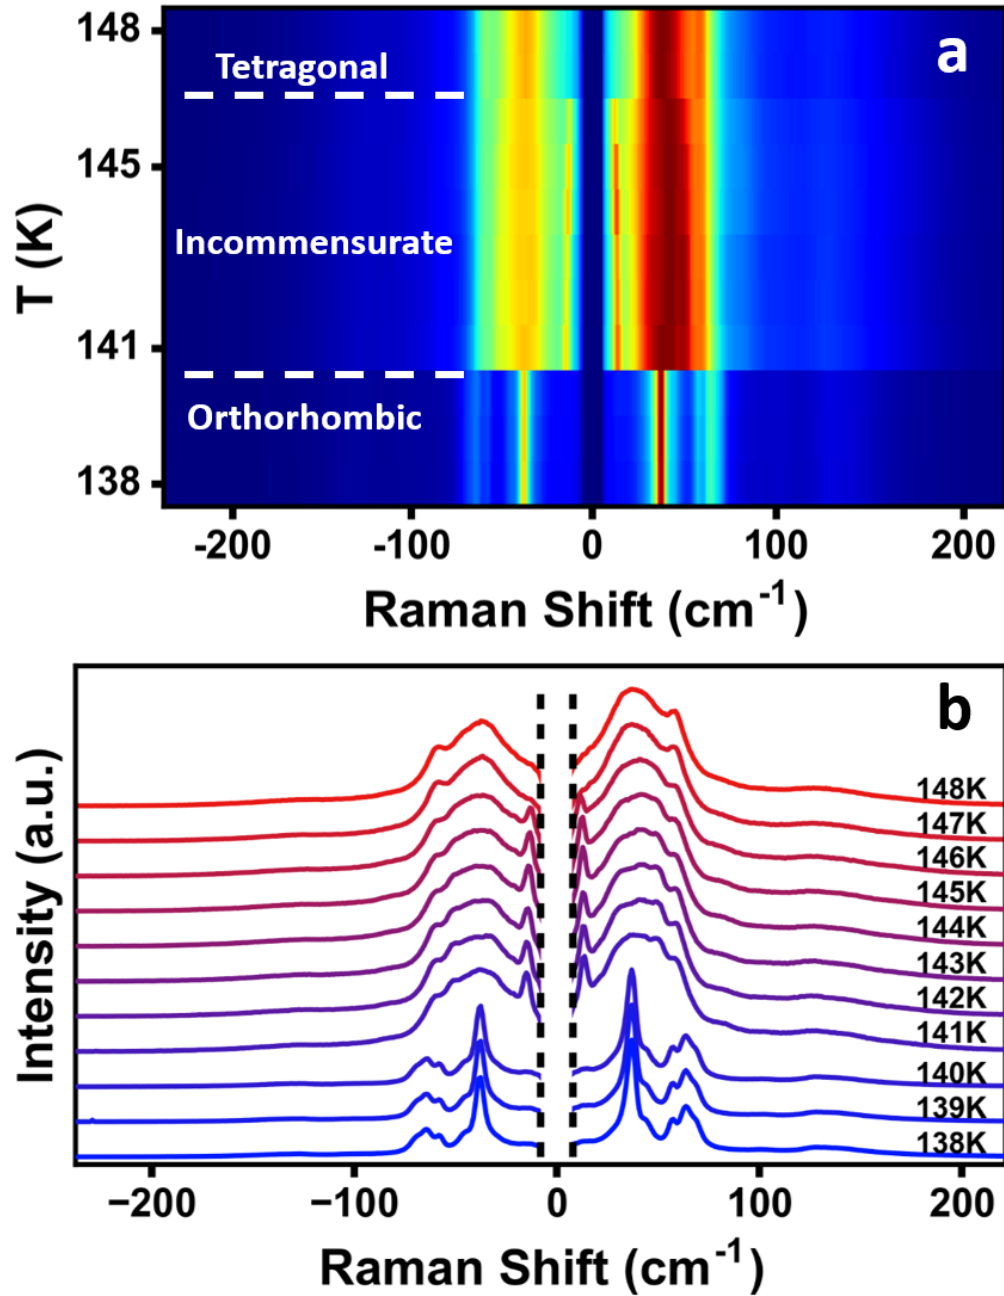 a
148
Tetragonal
145
Incommensurate
141
Orthorhombic
138
T (K)
-200 -100 0 100 200
Raman Shift (cm⁻¹)
b
148K
147K
146K
145K
144K
143K
142K
141K
140K
139K
138K
Intensity (a.u.)
−200 −100 0 100 200
Raman Shift (cm⁻¹)